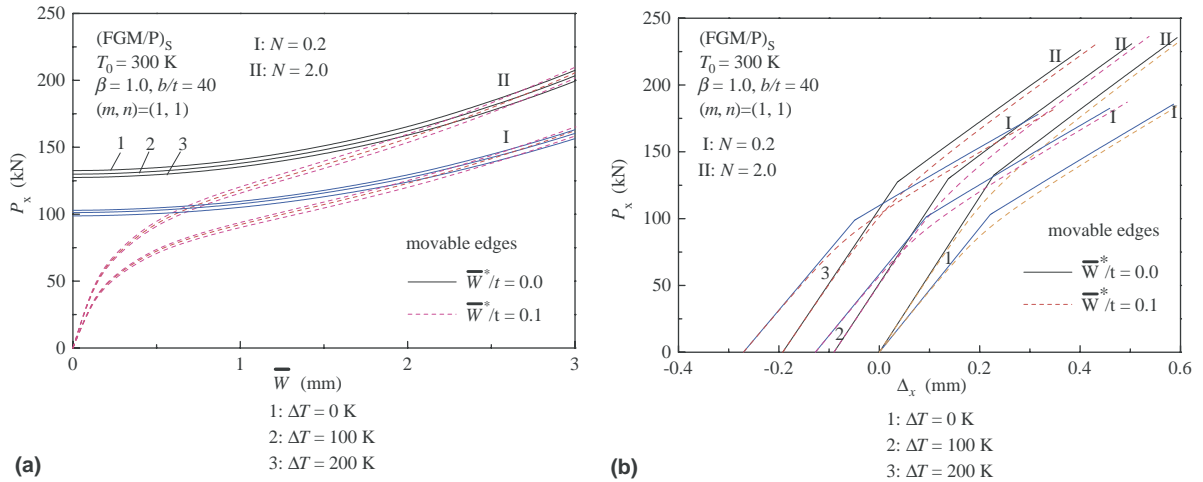 (FGM/P)S
T0 = 300 K
β = 1.0, b/t = 40
(m, n)=(1, 1)
I: N = 0.2
II: N = 2.0
1 2 3
II
I
movable edges
W̅*/t = 0.0
W̅*/t = 0.1
250
200
150
100
50
0
Px (kN)
0 1 2 3
W̅ (mm)
1: ΔT = 0 K
2: ΔT = 100 K
3: ΔT = 200 K
(a)
(FGM/P)S
T0 = 300 K
β = 1.0, b/t = 40
(m, n)=(1, 1)
I: N = 0.2
II: N = 2.0
II II II
I I I
3 2 1
movable edges
W̅*/t = 0.0
W̅*/t = 0.1
250
225
200
175
150
125
100
75
50
25
0
Px (kN)
-0.4 -0.2 0.0 0.2 0.4 0.6
Δx (mm)
1: ΔT = 0 K
2: ΔT = 100 K
3: ΔT = 200 K
(b)